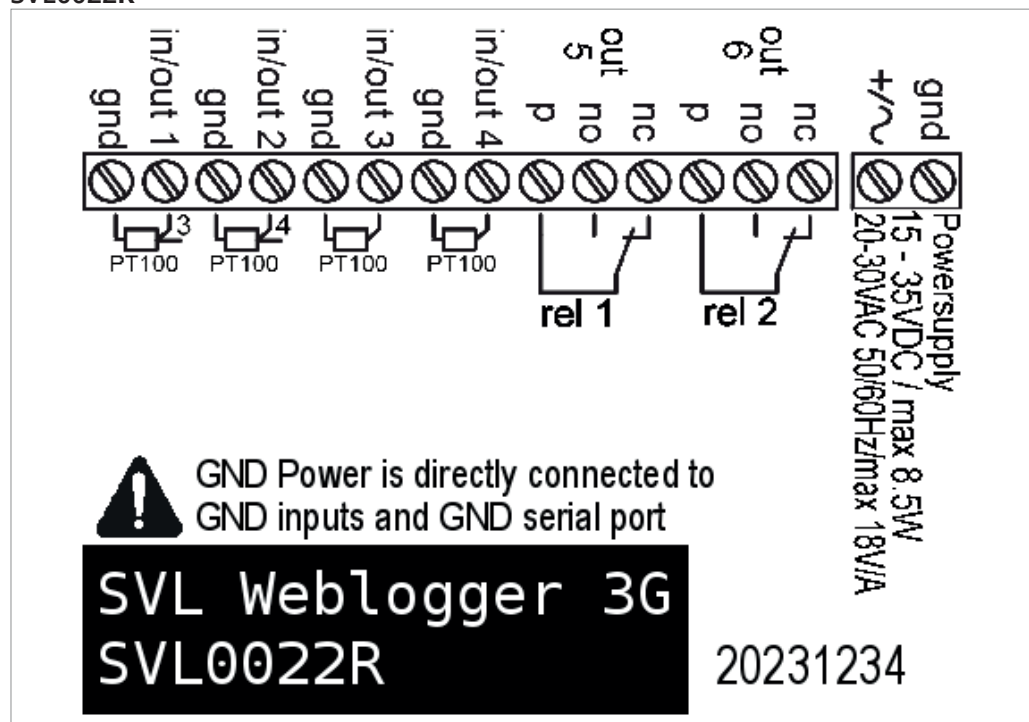 SVL0022R
gnd in/out 1 gnd in/out 2 gnd in/out 3 gnd in/out 4
out 5
p no nc
out 6
p no nc
+/~ gnd
3 4
PT100 PT100 PT100 PT100
rel 1 rel 2
Powersupply
15 - 35VDC / max 8.5W
20-30VAC 50/60Hz/max 18V/A
GND Power is directly connected to
GND inputs and GND serial port
SVL Weblogger 3G
SVL0022R
20231234